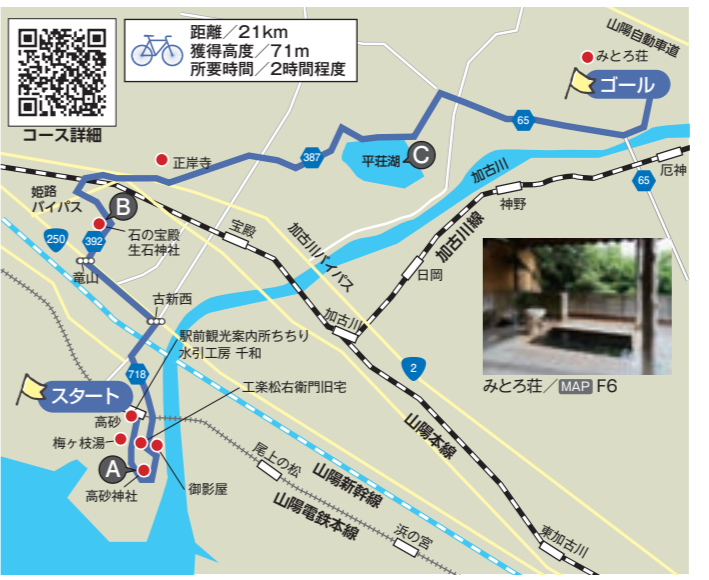 距離/21km
獲得高度/71m
所要時間/2時間程度
コース詳細
山陽自動車道
みとろ荘
ゴール
65
387
正岸寺
平荘湖
C
加古川
65
厄神
神野
加古川線
日岡
姫路
バイパス
B
250
392
石の宝殿
生石神社
竜山
宝殿
加古川バイパス
加古川
古新西
駅前観光案内所ちちり
水引工房 千和
718
スタート
高砂
工楽松右衛門旧宅
梅ヶ枝湯
A
高砂神社
御影屋
2
みとろ荘/MAP F6
山陽本線
尾上の松
山陽新幹線
山陽電鉄本線
浜の宮
東加古川